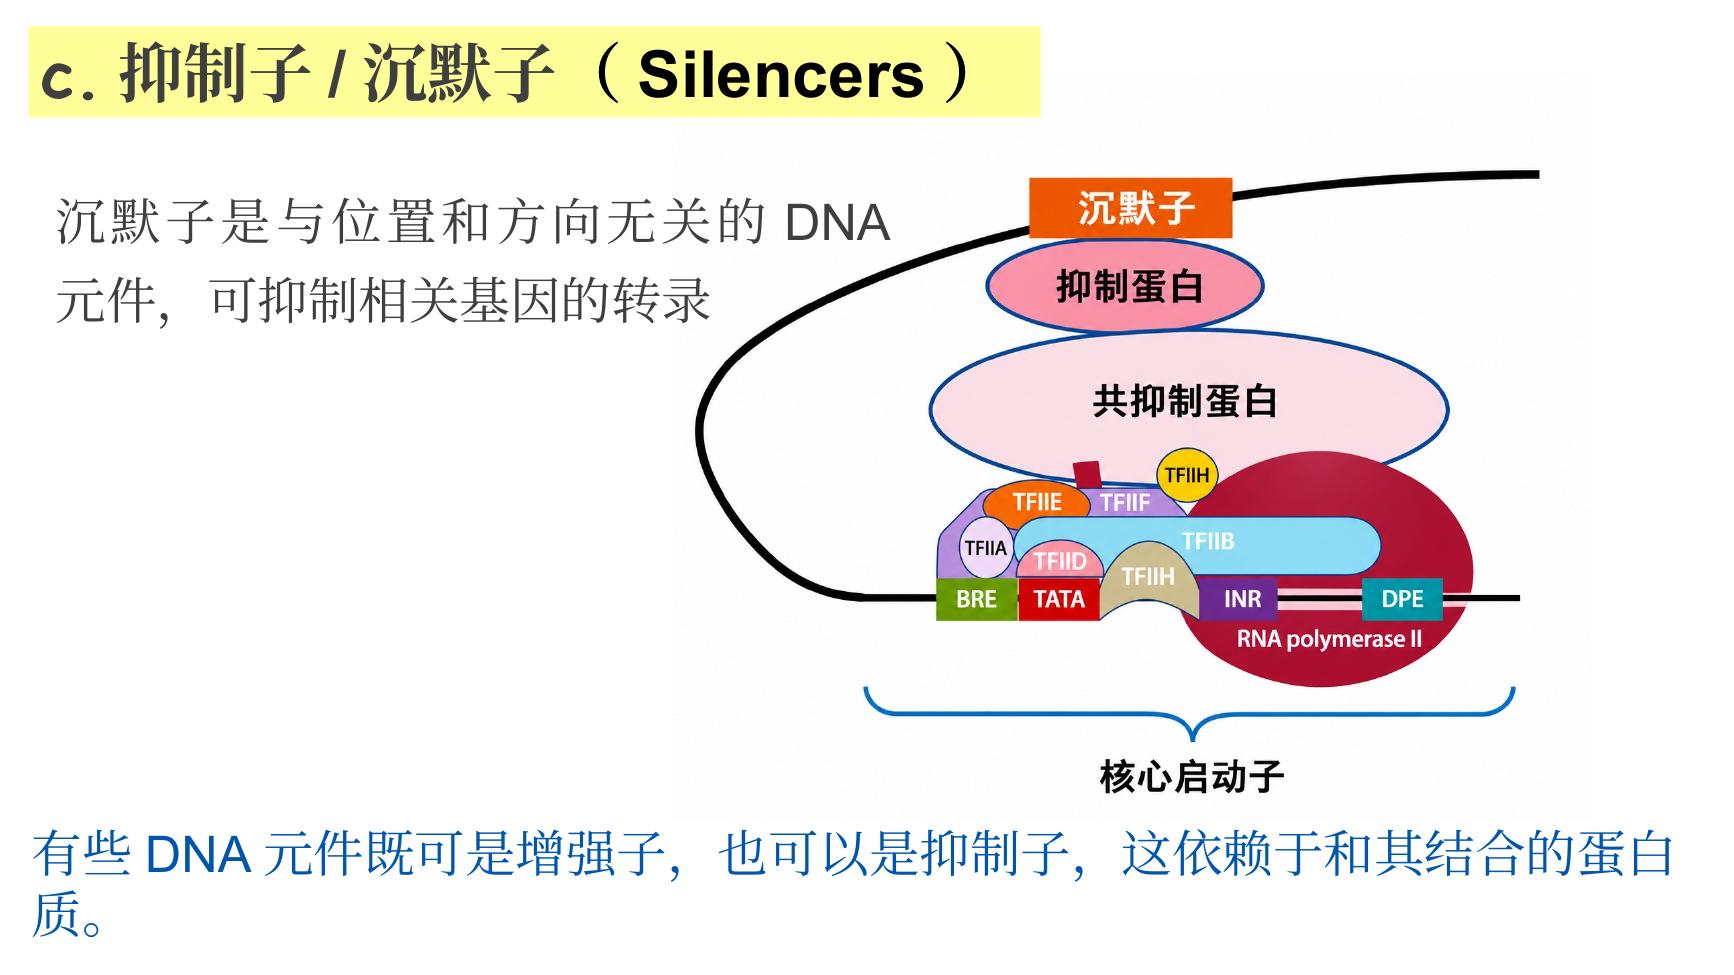 c. 抑制子 / 沉默子（ Silencers ）
沉默子是与位置和方向无关的 DNA
元件，可抑制相关基因的转录
沉默子
抑制蛋白
共抑制蛋白
TFIIH
TFIIE
TFIIF
TFIIA
TFIIB
TFIID
TFIIH
BRE
TATA
INR
DPE
RNA polymerase II
核心启动子
有些 DNA 元件既可是增强子，也可以是抑制子，这依赖于和其结合的蛋白
质。